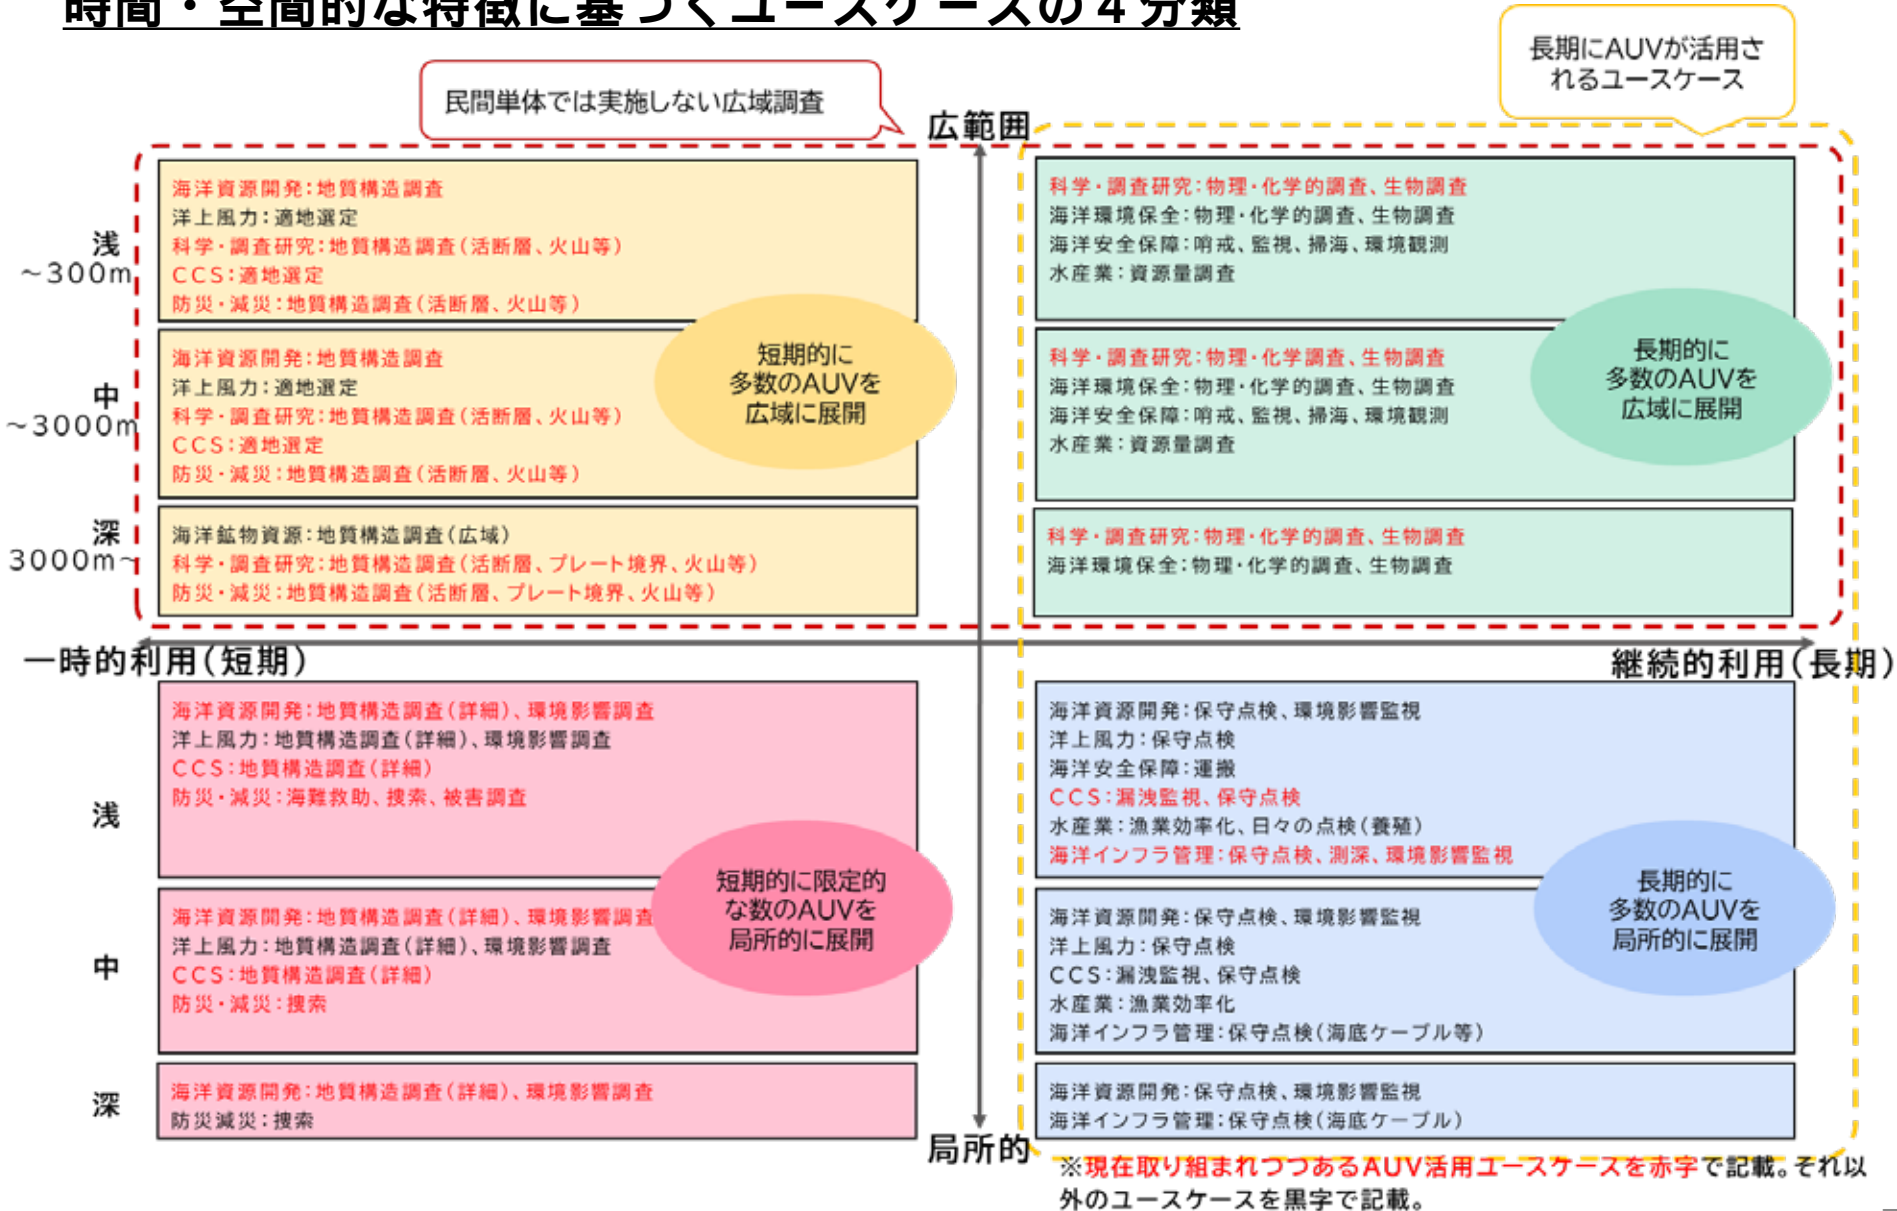 時間・空間的な特徴に基づくユースケースの４分類
長期にAUVが活用さ
れるユースケース
民間単体では実施しない広域調査
広範囲
浅
~300m
海洋資源開発:地質構造調査
洋上風力:適地選定
科学・調査研究:地質構造調査(活断層、火山等)
CCS:適地選定
防災・減災:地質構造調査(活断層、火山等)
科学・調査研究:物理・化学的調査、生物調査
海洋環境保全:物理・化学的調査、生物調査
海洋安全保障:哨戒、監視、掃海、環境観測
水産業:資源量調査
中
~3000m
海洋資源開発:地質構造調査
洋上風力:適地選定
科学・調査研究:地質構造調査(活断層、火山等)
CCS:適地選定
防災・減災:地質構造調査(活断層、火山等)
短期的に
多数のAUVを
広域に展開
科学・調査研究:物理・化学調査、生物調査
海洋環境保全:物理・化学的調査、生物調査
海洋安全保障:哨戒、監視、掃海、環境観測
水産業:資源量調査
長期的に
多数のAUVを
広域に展開
深
3000m~
海洋鉱物資源:地質構造調査(広域)
科学・調査研究:地質構造調査(活断層、プレート境界、火山等)
防災・減災:地質構造調査(活断層、プレート境界、火山等)
科学・調査研究:物理・化学的調査、生物調査
海洋環境保全:物理・化学的調査、生物調査
一時的利用(短期)
継続的利用(長期)
浅
海洋資源開発:地質構造調査(詳細)、環境影響調査
洋上風力:地質構造調査(詳細)、環境影響調査
CCS:地質構造調査(詳細)
防災・減災:海難救助、捜索、被害調査
海洋資源開発:保守点検、環境影響監視
洋上風力:保守点検
海洋安全保障:運搬
CCS:漏洩監視、保守点検
水産業:漁業効率化、日々の点検(養殖)
海洋インフラ管理:保守点検、測深、環境影響監視
中
海洋資源開発:地質構造調査(詳細)、環境影響調査
洋上風力:地質構造調査(詳細)、環境影響調査
CCS:地質構造調査(詳細)
防災・減災:捜索
短期的に限定的
な数のAUVを
局所的に展開
海洋資源開発:保守点検、環境影響監視
洋上風力:保守点検
CCS:漏洩監視、保守点検
水産業:漁業効率化
海洋インフラ管理:保守点検(海底ケーブル等)
長期的に
多数のAUVを
局所的に展開
深
海洋資源開発:地質構造調査(詳細)、環境影響調査
防災減災:捜索
海洋資源開発:保守点検、環境影響監視
海洋インフラ管理:保守点検(海底ケーブル)
局所的
※現在取り組まれつつあるAUV活用ユースケースを赤字で記載。それ以
外のユースケースを黒字で記載。